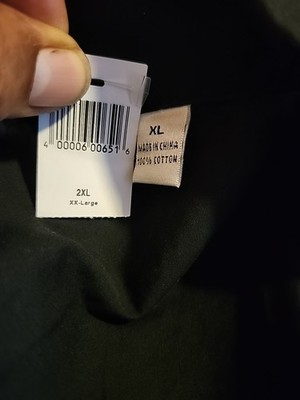 4 00006 00651 6
2XL
XX-Large
XL
MADE IN CHINA
100% COTTON